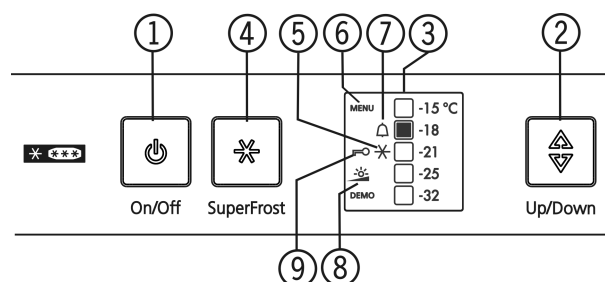 ① ④ ⑤ ⑥ ⑦ ③ ②
MENU -15 °C
-18
-21
-25
DEMO -32
On/Off SuperFrost Up/Down
⑨ ⑧